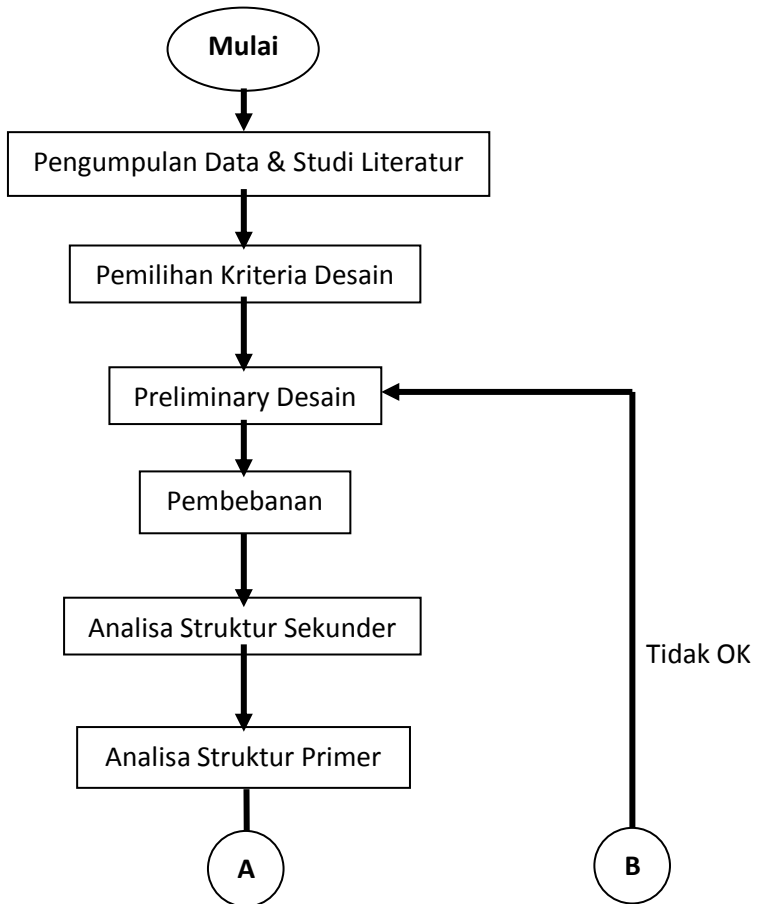 Mulai
Pengumpulan Data & Studi Literatur
Pemilihan Kriteria Desain
Preliminary Desain
Pembebanan
Analisa Struktur Sekunder
Tidak OK
Analisa Struktur Primer
A
B